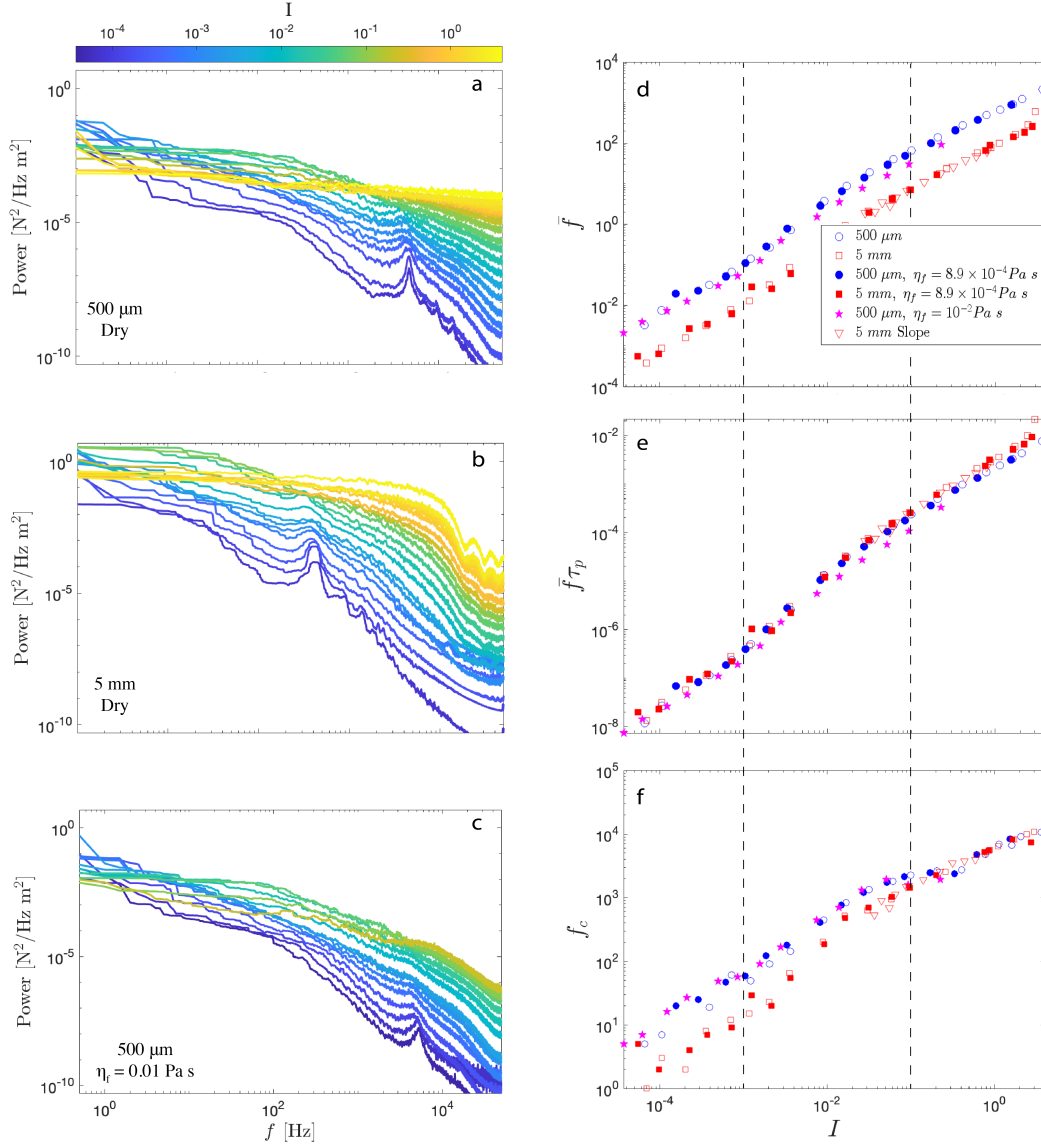 I
10^-4 10^-3 10^-2 10^-1 10^0
a
10^0
10^-5
10^-10
Power [N^2/Hz m^2]
500 μm
Dry
b
10^0
10^-5
10^-10
Power [N^2/Hz m^2]
5 mm
Dry
10^0 10^2 10^4
c
10^0
10^-5
10^-10
Power [N^2/Hz m^2]
500 μm
η_f = 0.01 Pa s
10^0 10^2 10^4
f [Hz]
d
10^4
10^2
10^0
10^-2
10^-4
f̄
500 μm
5 mm
500 μm, η_f = 8.9 × 10^-4 Pa s
5 mm, η_f = 8.9 × 10^-4 Pa s
500 μm, η_f = 10^-2 Pa s
5 mm Slope
e
10^-2
10^-4
10^-6
10^-8
f̄τ_p
f
10^5
10^4
10^3
10^2
10^1
10^0
f_c
10^-4 10^-2 10^0
I